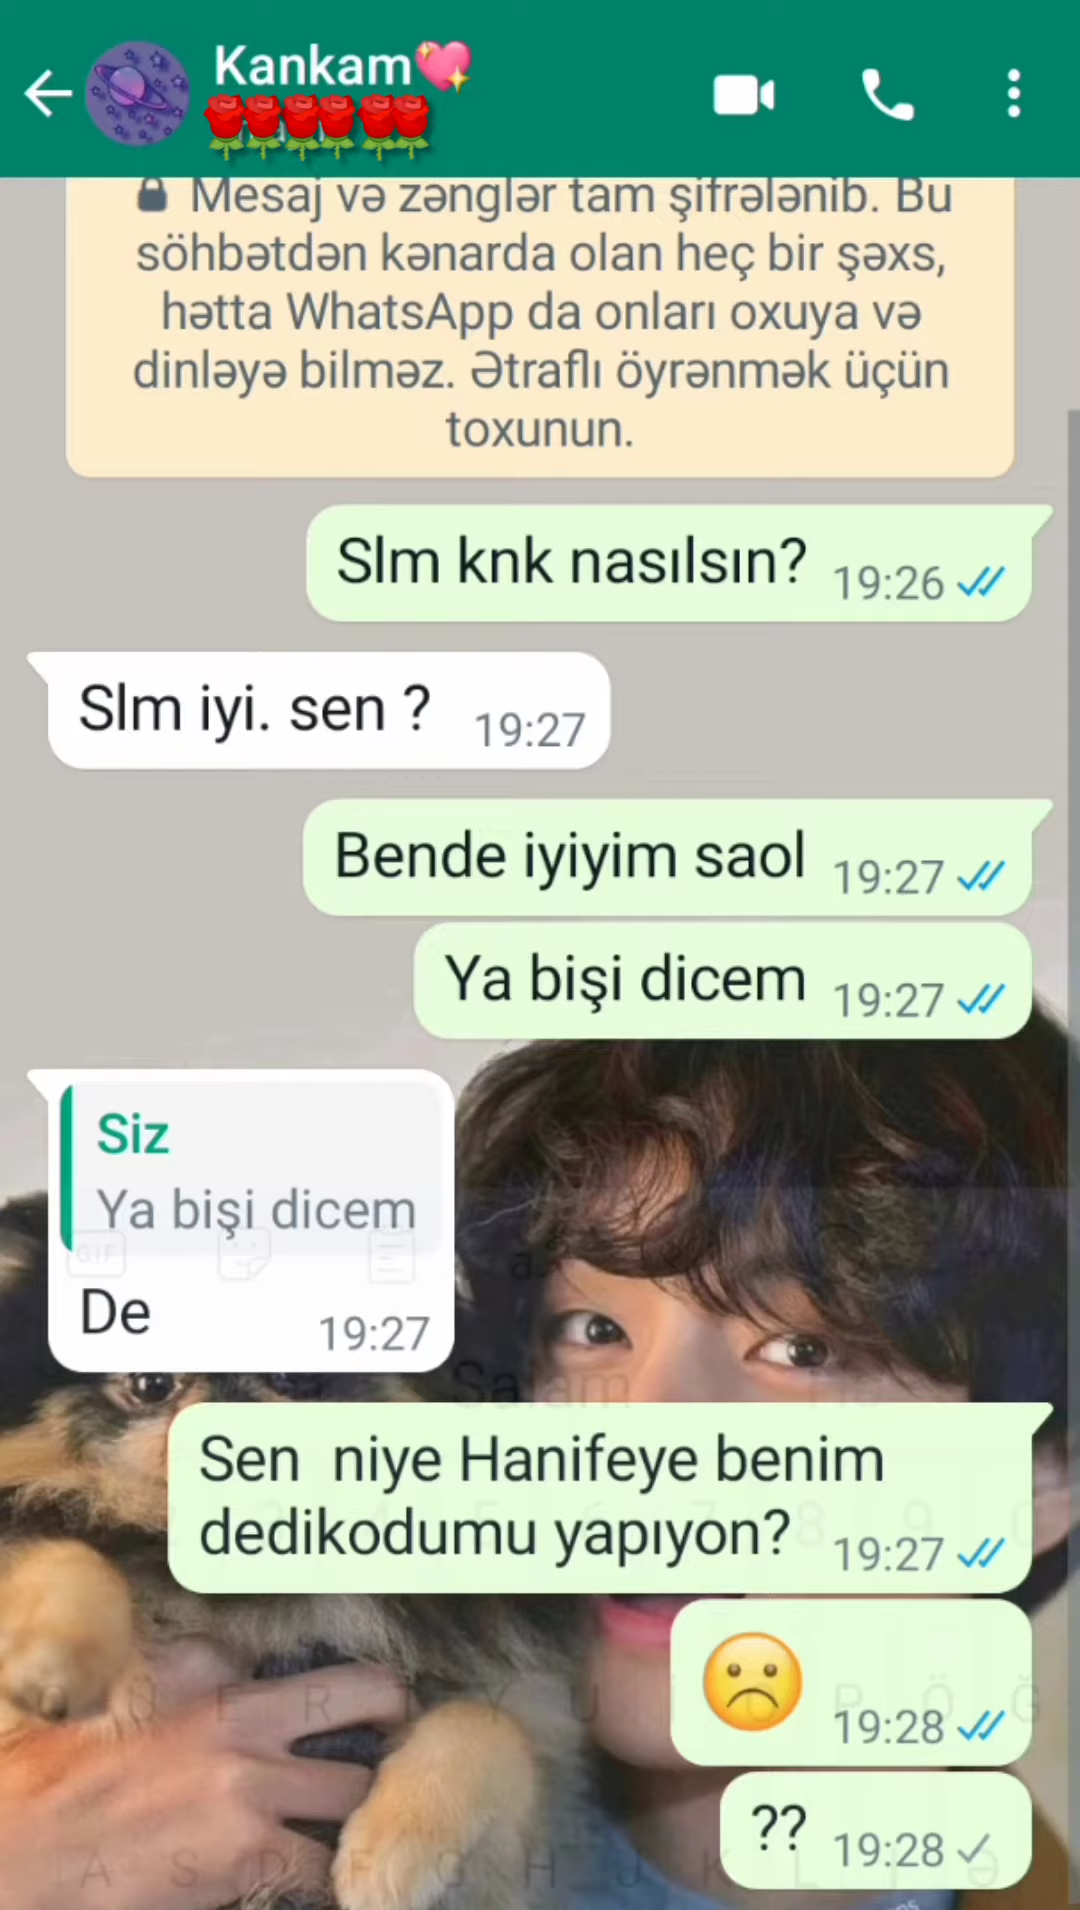 Kankam💖
🔒 Mesaj və zənglər tam şifrələnib. Bu
söhbətdən kənarda olan heç bir şəxs,
hətta WhatsApp da onları oxuya və
dinləyə bilməz. Ətraflı öyrənmək üçün
toxunun.
Slm knk nasılsın? 19:26
Slm iyi. sen ? 19:27
Bende iyiyim saol 19:27
Ya bişi dicem 19:27
Siz
Ya bişi dicem
GIF
De 19:27
Salam
Sen niye Hanifeye benim
dedikodumu yapıyon? 19:27
☹️ 19:28
?? 19:28